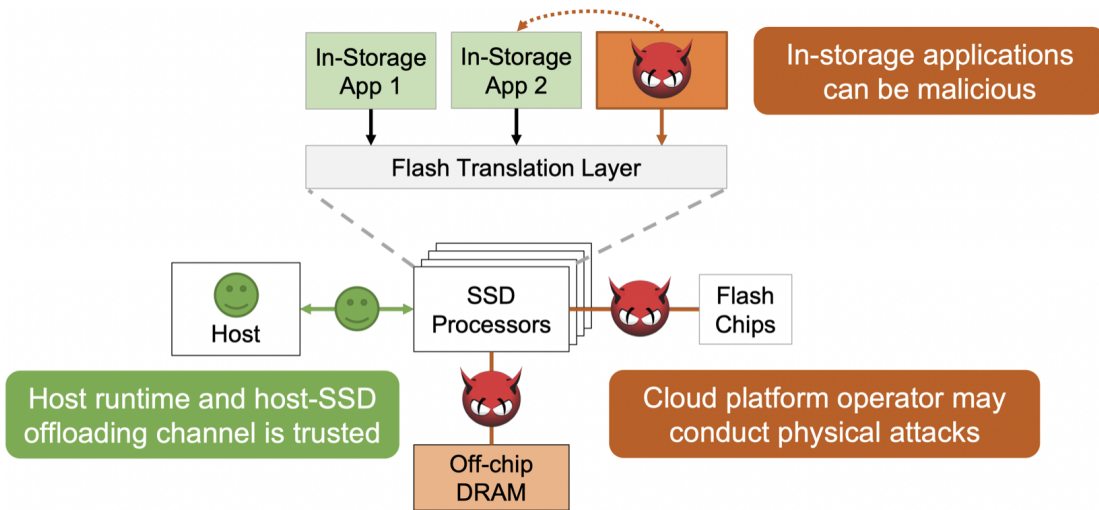 In-Storage
App 1
In-Storage
App 2
In-storage applications
can be malicious
Flash Translation Layer
Host
SSD
Processors
Flash
Chips
Host runtime and host-SSD
offloading channel is trusted
Cloud platform operator may
conduct physical attacks
Off-chip
DRAM